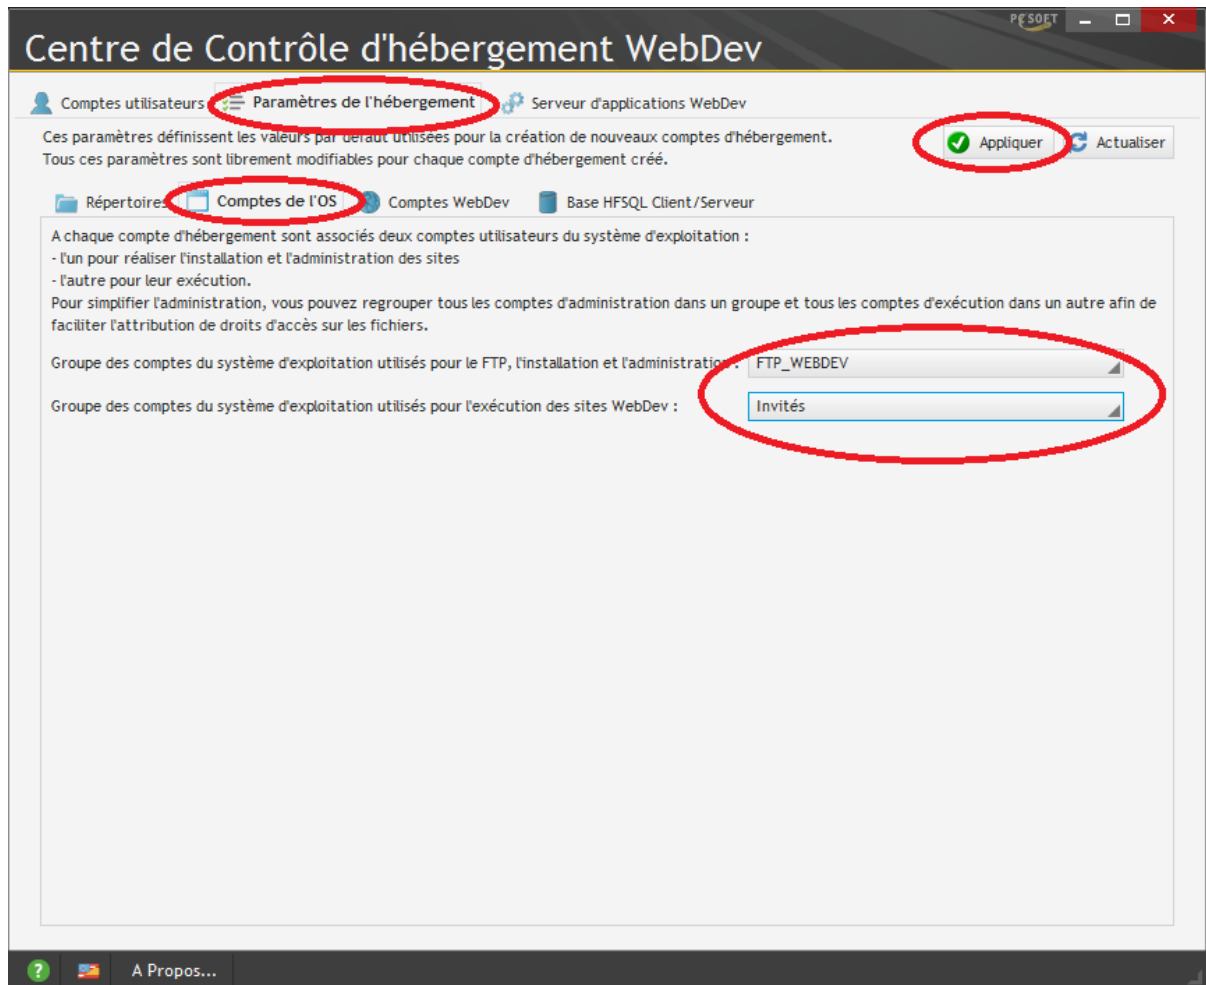 PCSOFT
Centre de Contrôle d'hébergement WebDev
Comptes utilisateurs Paramètres de l'hébergement Serveur d'applications WebDev
Ces paramètres définissent les valeurs par défaut utilisées pour la création de nouveaux comptes d'hébergement.
Tous ces paramètres sont librement modifiables pour chaque compte d'hébergement créé.
Appliquer Actualiser
Répertoires Comptes de l'OS Comptes WebDev Base HFSQL Client/Serveur
A chaque compte d'hébergement sont associés deux comptes utilisateurs du système d'exploitation :
- l'un pour réaliser l'installation et l'administration des sites
- l'autre pour leur exécution.
Pour simplifier l'administration, vous pouvez regrouper tous les comptes d'administration dans un groupe et tous les comptes d'exécution dans un autre afin de
faciliter l'attribution de droits d'accès sur les fichiers.
Groupe des comptes du système d'exploitation utilisés pour le FTP, l'installation et l'administration : FTP_WEBDEV
Groupe des comptes du système d'exploitation utilisés pour l'exécution des sites WebDev : Invités
? A Propos...